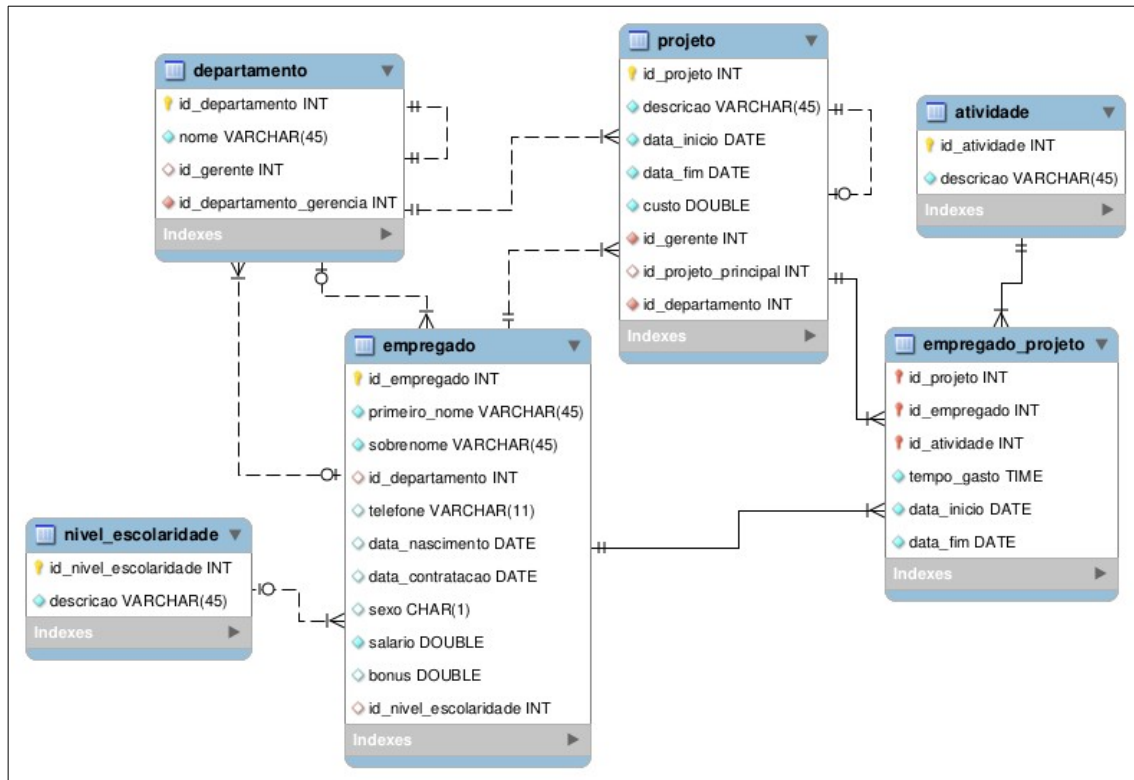 departamento
id_departamento INT
nome VARCHAR(45)
id_gerente INT
id_departamento_gerencia INT
Indexes
projeto
id_projeto INT
descricao VARCHAR(45)
data_inicio DATE
data_fim DATE
custo DOUBLE
id_gerente INT
id_projeto_principal INT
id_departamento INT
Indexes
atividade
id_atividade INT
descricao VARCHAR(45)
Indexes
empregado
id_empregado INT
primeiro_nome VARCHAR(45)
sobrenome VARCHAR(45)
id_departamento INT
telefone VARCHAR(11)
data_nascimento DATE
data_contratacao DATE
sexo CHAR(1)
salario DOUBLE
bonus DOUBLE
id_nivel_escolaridade INT
Indexes
empregado_projeto
id_projeto INT
id_empregado INT
id_atividade INT
tempo_gasto TIME
data_inicio DATE
data_fim DATE
Indexes
nivel_escolaridade
id_nivel_escolaridade INT
descricao VARCHAR(45)
Indexes